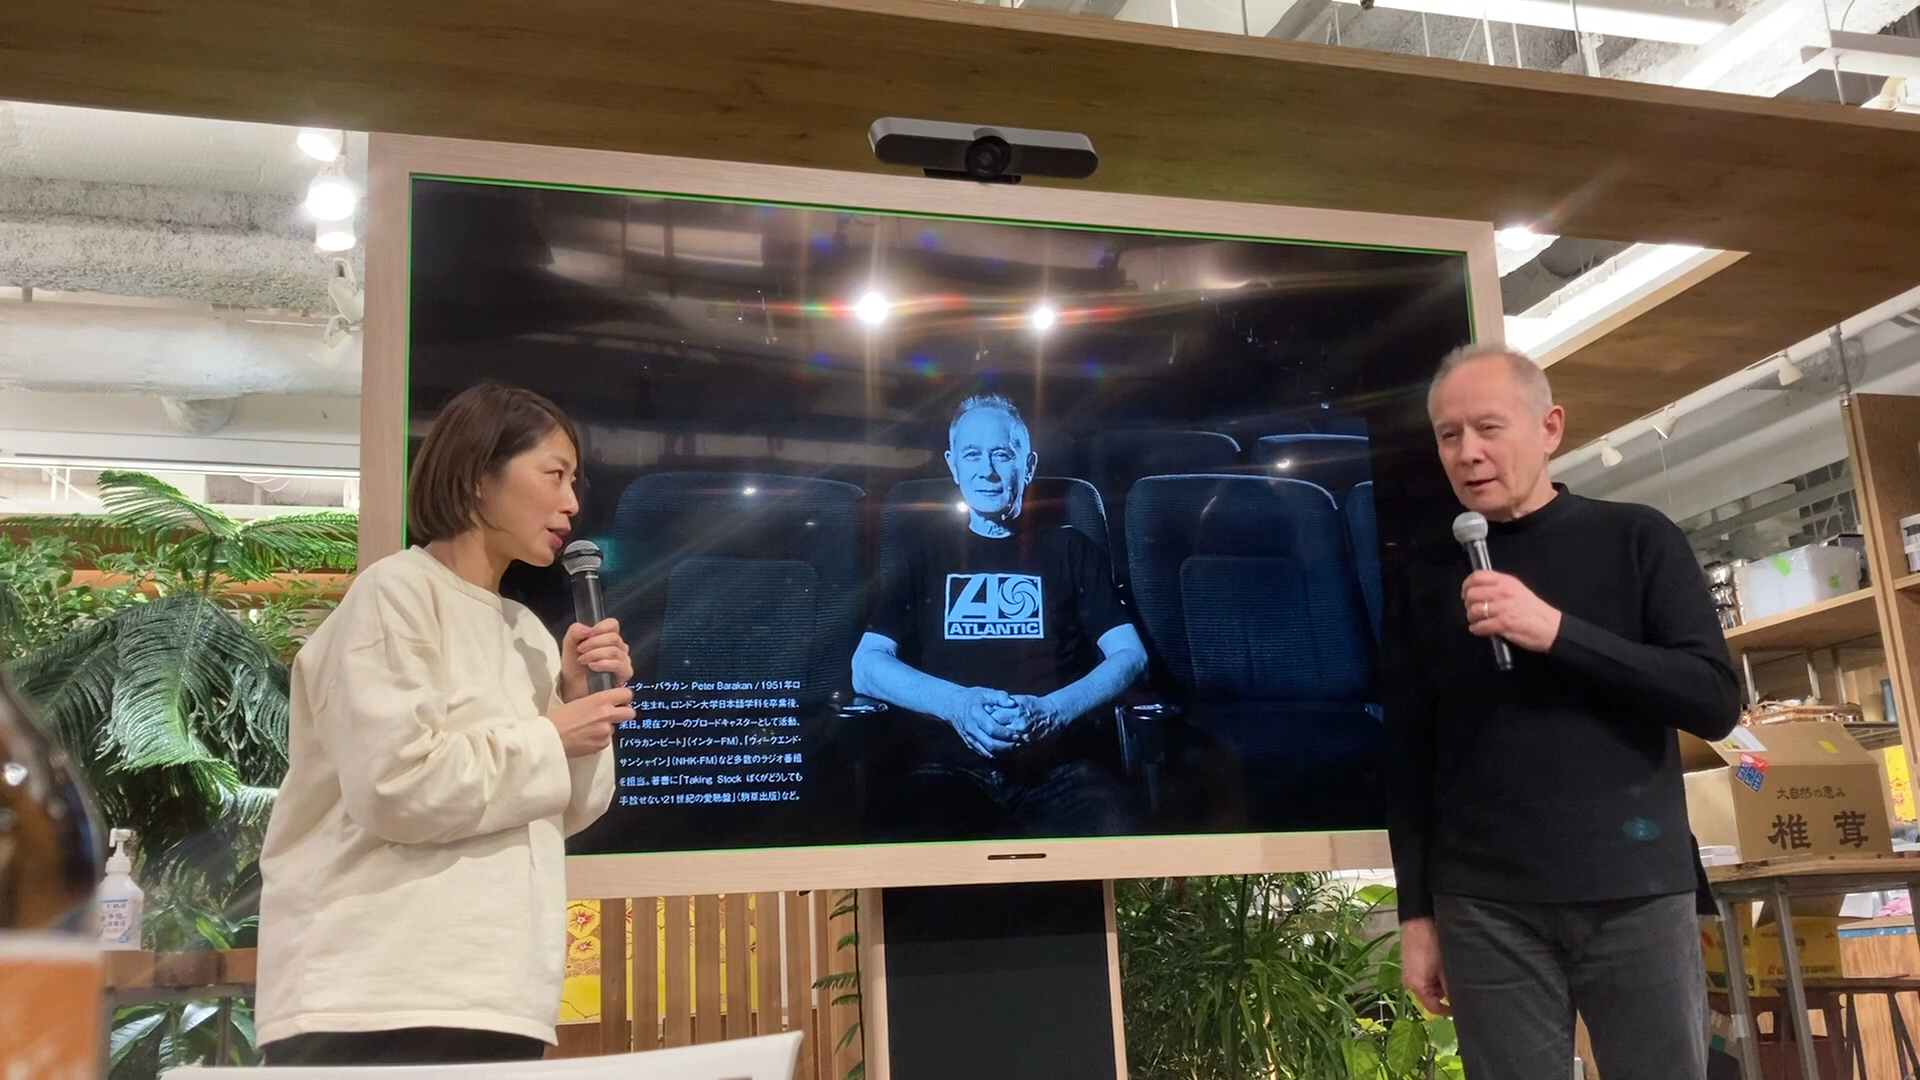 ATLANTIC
ーター・バラカン Peter Barakan / 1951年ロ
ン生まれ。ロンドン大学日本語学科を卒業後、
来日。現在フリーのブロードキャスターとして活動、
「バラカン・ビート」(インターFM)、「ウィークエンド・
サンシャイン」(NHK-FM)など多数のラジオ番組
を担当。著書に『Taking Stock ぼくがどうしても
手放せない21世紀の愛聴盤』(駒草出版)など。
大自然の恵み
椎 茸